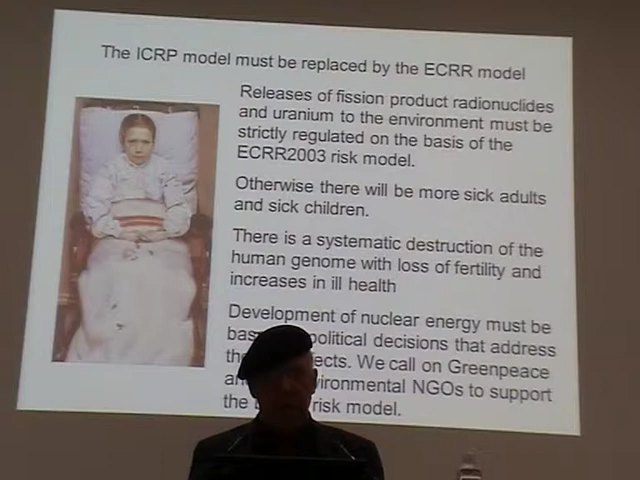 The ICRP model must be replaced by the ECRR model
Releases of fission product radionuclides
and uranium to the environment must be
strictly regulated on the basis of the
ECRR2003 risk model.
Otherwise there will be more sick adults
and sick children.
There is a systematic destruction of the
human genome with loss of fertility and
increases in ill health
Development of nuclear energy must be
political decisions that address
We call on Greenpeace
NGOs to support
the risk model.